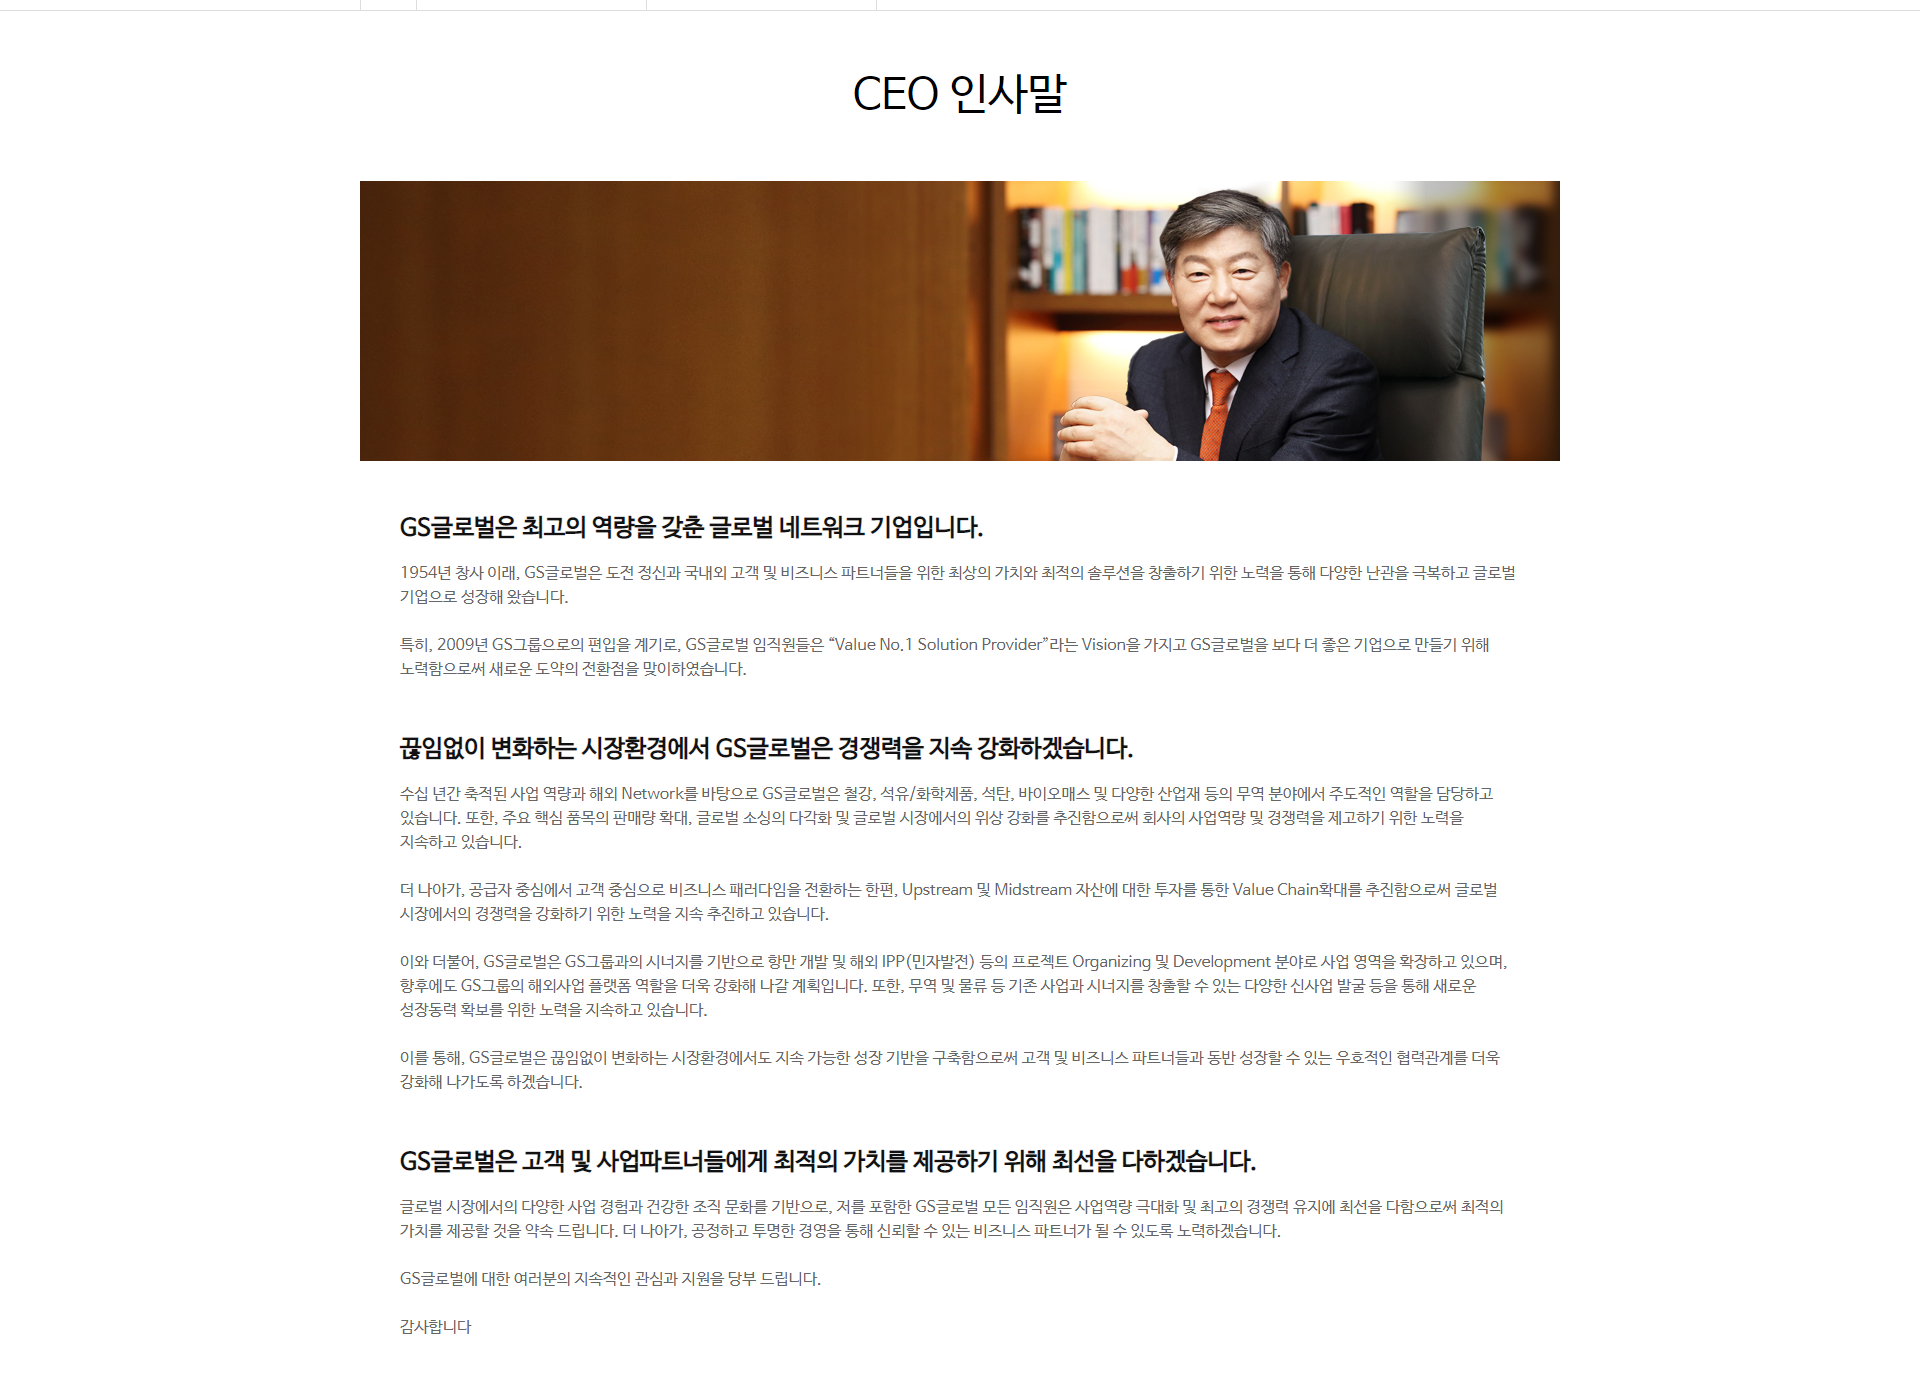 CEO 인사말
GS글로벌은 최고의 역량을 갖춘 글로벌 네트워크 기업입니다.
1954년 창사 이래, GS글로벌은 도전 정신과 국내외 고객 및 비즈니스 파트너들을 위한 최상의 가치와 최적의 솔루션을 창출하기 위한 노력을 통해 다양한 난관을 극복하고 글로벌
기업으로 성장해 왔습니다.
특히, 2009년 GS그룹으로의 편입을 계기로, GS글로벌 임직원들은 “Value No.1 Solution Provider”라는 Vision을 가지고 GS글로벌을 보다 더 좋은 기업으로 만들기 위해
노력함으로써 새로운 도약의 전환점을 맞이하였습니다.
끊임없이 변화하는 시장환경에서 GS글로벌은 경쟁력을 지속 강화하겠습니다.
수십 년간 축적된 사업 역량과 해외 Network를 바탕으로 GS글로벌은 철강, 석유/화학제품, 석탄, 바이오매스 및 다양한 산업재 등의 무역 분야에서 주도적인 역할을 담당하고
있습니다. 또한, 주요 핵심 품목의 판매량 확대, 글로벌 소싱의 다각화 및 글로벌 시장에서의 위상 강화를 추진함으로써 회사의 사업역량 및 경쟁력을 제고하기 위한 노력을
지속하고 있습니다.
더 나아가, 공급자 중심에서 고객 중심으로 비즈니스 패러다임을 전환하는 한편, Upstream 및 Midstream 자산에 대한 투자를 통한 Value Chain확대를 추진함으로써 글로벌
시장에서의 경쟁력을 강화하기 위한 노력을 지속 추진하고 있습니다.
이와 더불어, GS글로벌은 GS그룹과의 시너지를 기반으로 항만 개발 및 해외 IPP(민자발전) 등의 프로젝트 Organizing 및 Development 분야로 사업 영역을 확장하고 있으며,
향후에도 GS그룹의 해외사업 플랫폼 역할을 더욱 강화해 나갈 계획입니다. 또한, 무역 및 물류 등 기존 사업과 시너지를 창출할 수 있는 다양한 신사업 발굴 등을 통해 새로운
성장동력 확보를 위한 노력을 지속하고 있습니다.
이를 통해, GS글로벌은 끊임없이 변화하는 시장환경에서도 지속 가능한 성장 기반을 구축함으로써 고객 및 비즈니스 파트너들과 동반 성장할 수 있는 우호적인 협력관계를 더욱
강화해 나가도록 하겠습니다.
GS글로벌은 고객 및 사업파트너들에게 최적의 가치를 제공하기 위해 최선을 다하겠습니다.
글로벌 시장에서의 다양한 사업 경험과 건강한 조직 문화를 기반으로, 저를 포함한 GS글로벌 모든 임직원은 사업역량 극대화 및 최고의 경쟁력 유지에 최선을 다함으로써 최적의
가치를 제공할 것을 약속 드립니다. 더 나아가, 공정하고 투명한 경영을 통해 신뢰할 수 있는 비즈니스 파트너가 될 수 있도록 노력하겠습니다.
GS글로벌에 대한 여러분의 지속적인 관심과 지원을 당부 드립니다.
감사합니다